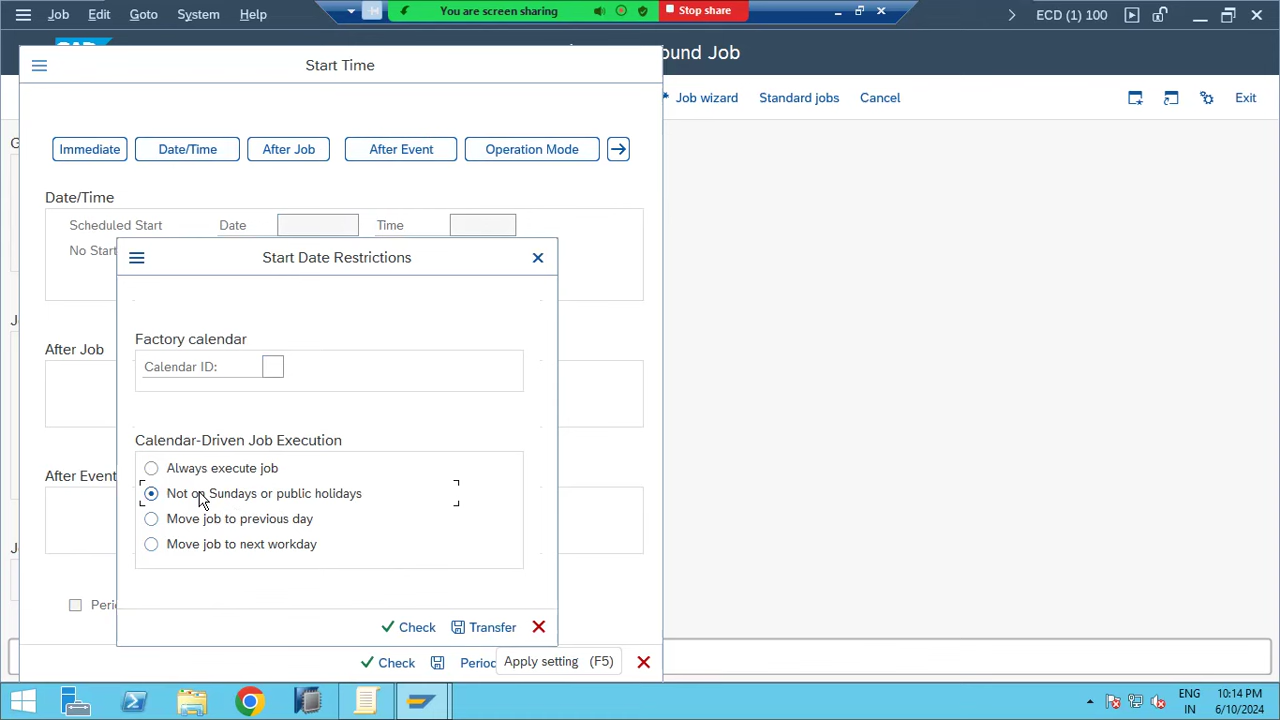 Job Edit Goto System Help
You are screen sharing
Stop share
ECD (1) 100
SAP
und Job
Start Time
Job wizard Standard jobs Cancel Exit
Immediate Date/Time After Job After Event Operation Mode
Date/Time
Scheduled Start Date Time
No Start
Start Date Restrictions
Factory calendar
After Job
Calendar ID:
Calendar-Driven Job Execution
Always execute job
After Event
Not on Sundays or public holidays
Move job to previous day
Move job to next workday
Perio
Check Transfer
Check Period
Apply setting (F5)
ENG
IN
10:14 PM
6/10/2024